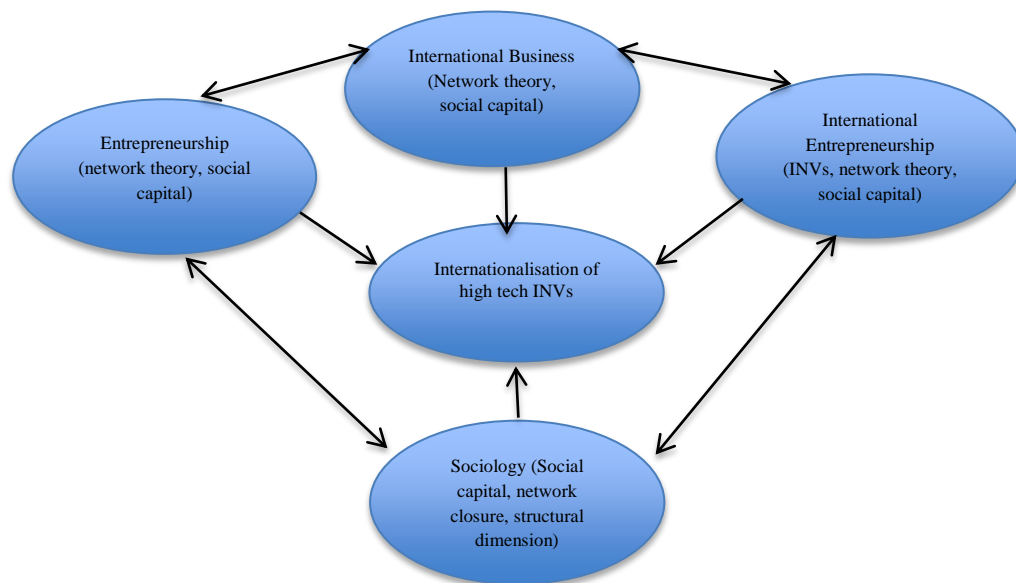 International Business
(Network theory,
social capital)
Entrepreneurship
(network theory, social
capital)
International
Entrepreneurship
(INVs, network theory,
social capital)
Internationalisation of
high tech INVs
Sociology (Social
capital, network
closure, structural
dimension)